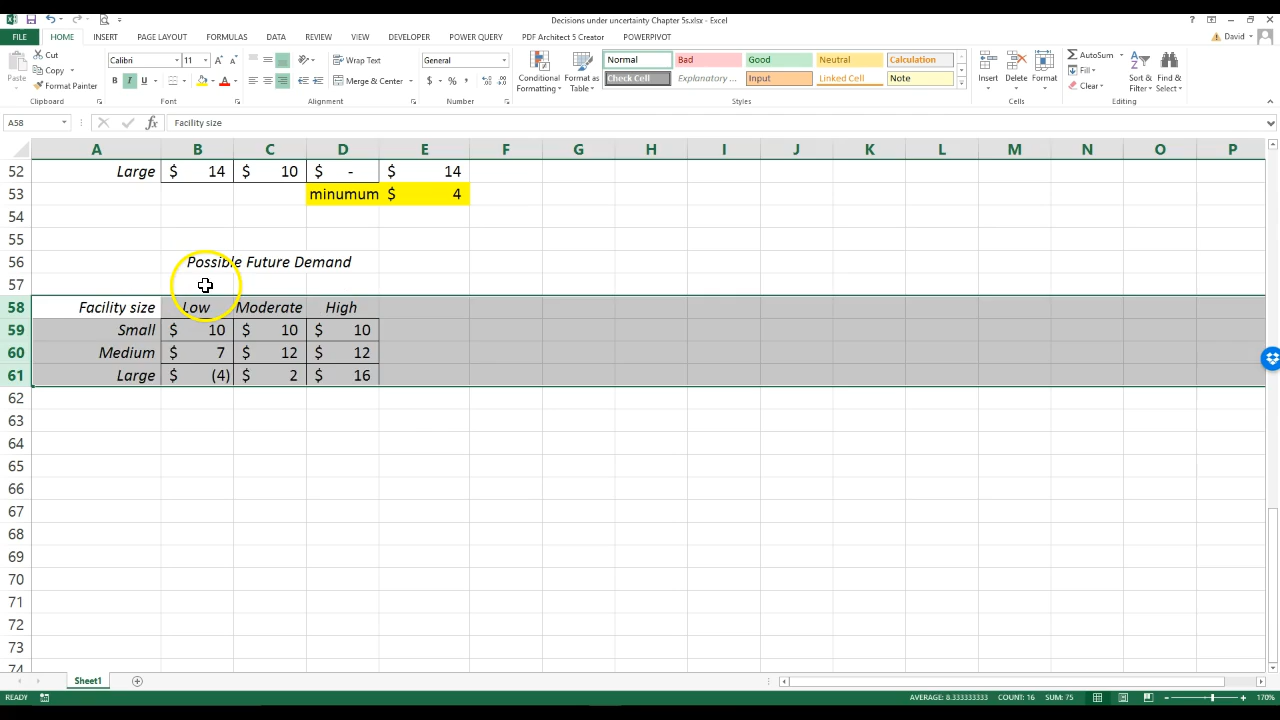 Decisions under uncertainty Chapter 5s.xlsx - Excel
FILE HOME INSERT PAGE LAYOUT FORMULAS DATA REVIEW VIEW DEVELOPER POWER QUERY PDF Architect 5 Creator POWERPIVOT David
Cut
Copy
Format Painter
Paste
Calibri 11
B I U
Wrap Text
Merge & Center
General
$ % ,
Conditional Formatting
Format as Table
Normal Bad Good Neutral Calculation
Check Cell Explanatory ... Input Linked Cell Note
Insert Delete Format
AutoSum
Fill
Clear
Sort & Filter
Find & Select
Clipboard Font Alignment Number Styles Cells Editing
A58 fx Facility size
A B C D E F G H I J K L M N O P
52 Large $ 14 $ 10 $ - $ 14
53 minumum $ 4
54
55
56 Possible Future Demand
57
58 Facility size Low Moderate High
59 Small $ 10 $ 10 $ 10
60 Medium $ 7 $ 12 $ 12
61 Large $ (4) $ 2 $ 16
62
63
64
65
66
67
68
69
70
71
72
73
74
Sheet1
READY AVERAGE: 8.333333333 COUNT: 16 SUM: 75 170%